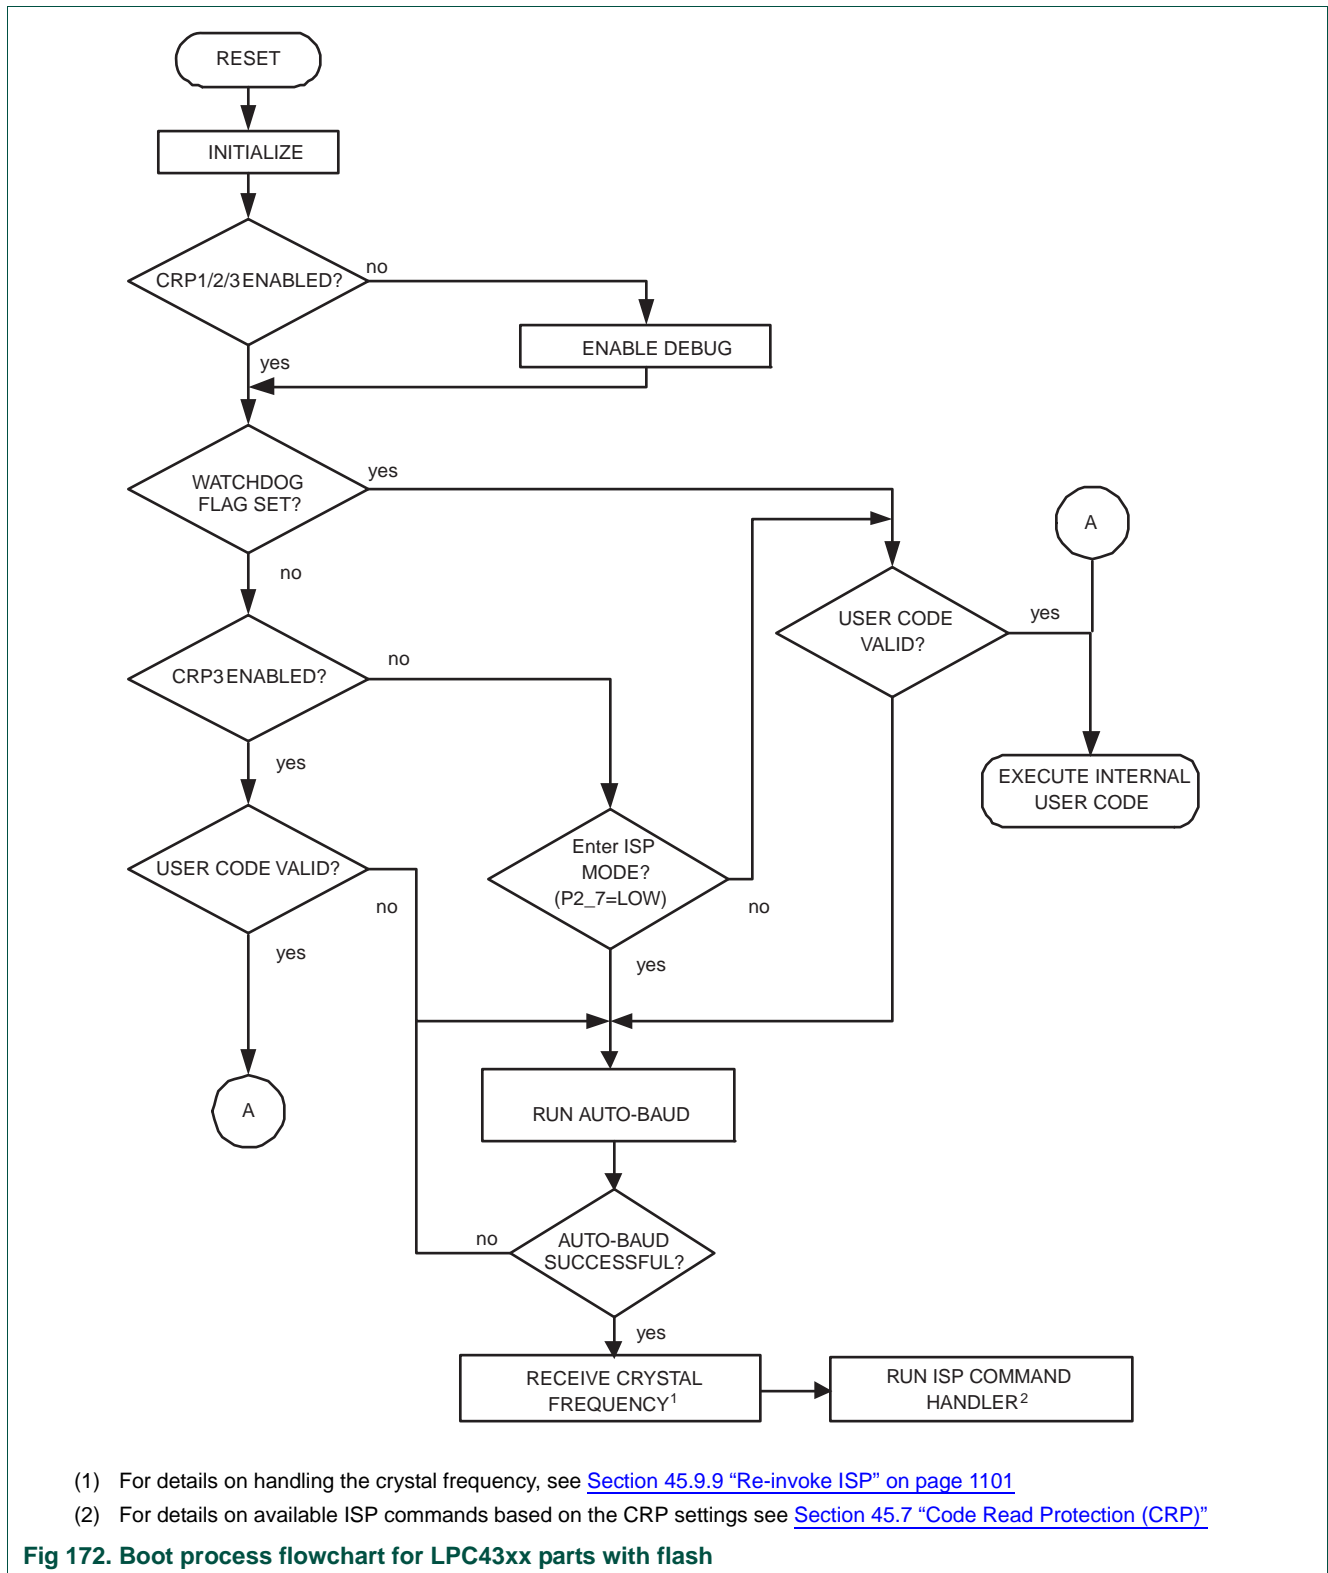 RESET
INITIALIZE
CRP1/2/3 ENABLED?
no
ENABLE DEBUG
yes
WATCHDOG
FLAG SET?
yes
no
A
USER CODE
VALID?
yes
CRP3 ENABLED?
no
yes
EXECUTE INTERNAL
USER CODE
USER CODE VALID?
no
yes
Enter ISP
MODE?
(P2_7=LOW)
no
yes
A
RUN AUTO-BAUD
AUTO-BAUD
SUCCESSFUL?
no
yes
RECEIVE CRYSTAL
FREQUENCY1
RUN ISP COMMAND
HANDLER2
(1) For details on handling the crystal frequency, see Section 45.9.9 “Re-invoke ISP” on page 1101
(2) For details on available ISP commands based on the CRP settings see Section 45.7 “Code Read Protection (CRP)”
Fig 172. Boot process flowchart for LPC43xx parts with flash